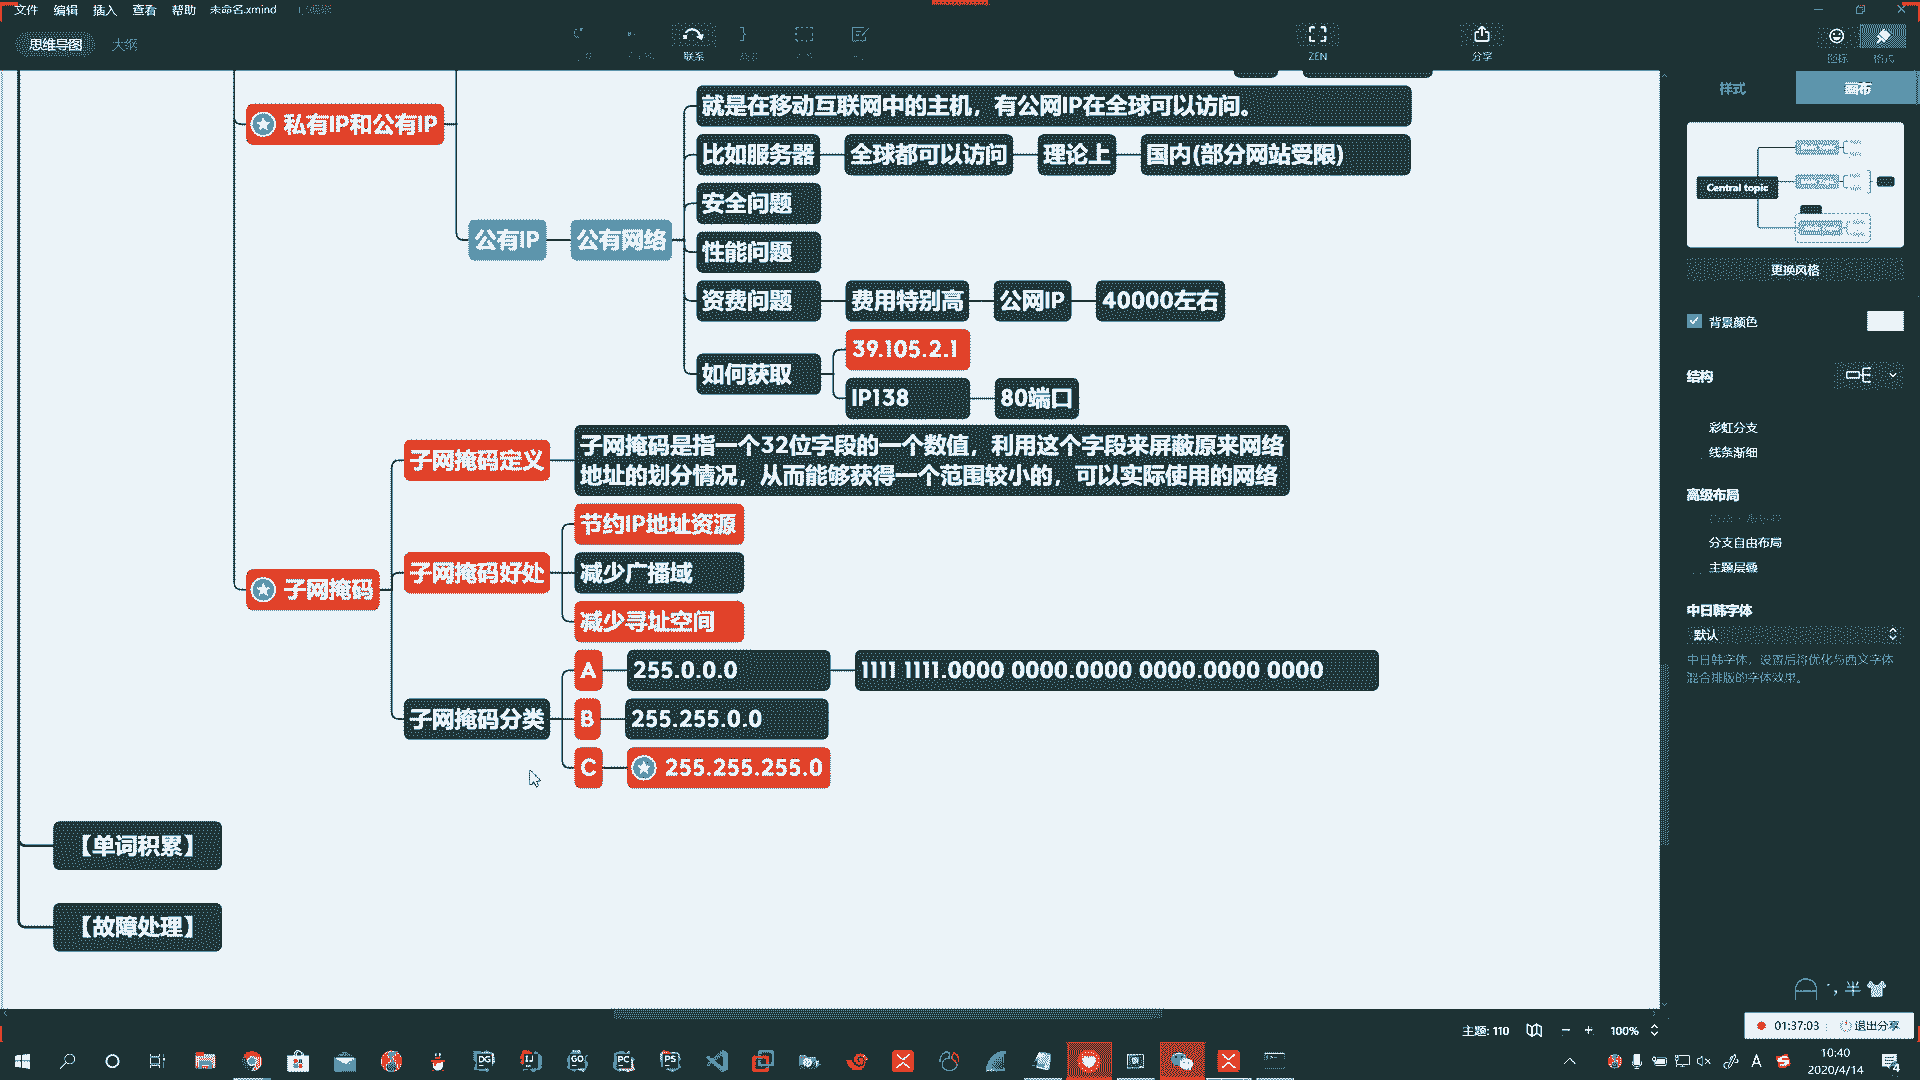 文件 编辑 插入 查看 帮助 未命名.xmind
思维导图 大纲
联系
ZEN
分享
图标 格式
样式 画布
私有IP和公有IP
公有IP 公有网络
就是在移动互联网中的主机，有公网IP在全球可以访问。
比如服务器 全球都可以访问 理论上 国内(部分网站受限)
安全问题
性能问题
资费问题 费用特别高 公网IP 40000左右
如何获取
39.105.2.1
IP138 80端口
子网掩码
子网掩码定义
子网掩码是指一个32位字段的一个数值，利用这个字段来屏蔽原来网络
地址的划分情况，从而能够获得一个范围较小的，可以实际使用的网络
子网掩码好处
节约IP地址资源
减少广播域
减少寻址空间
子网掩码分类
A 255.0.0.0 1111 1111.0000 0000.0000 0000.0000 0000
B 255.255.0.0
C 255.255.255.0
【单词积累】
【故障处理】
Central topic
更换风格
背景颜色
结构
彩虹分支
线条渐细
高级布局
分支自由布局
主题层叠
中日韩字体
默认
中日韩字体，设置后将优化与西文字体
混合排版的字体效果。
半
主题: 110 100%
01:37:03 退出分享
DG IJ GO PC PS
A
10:40
2020/4/14
4